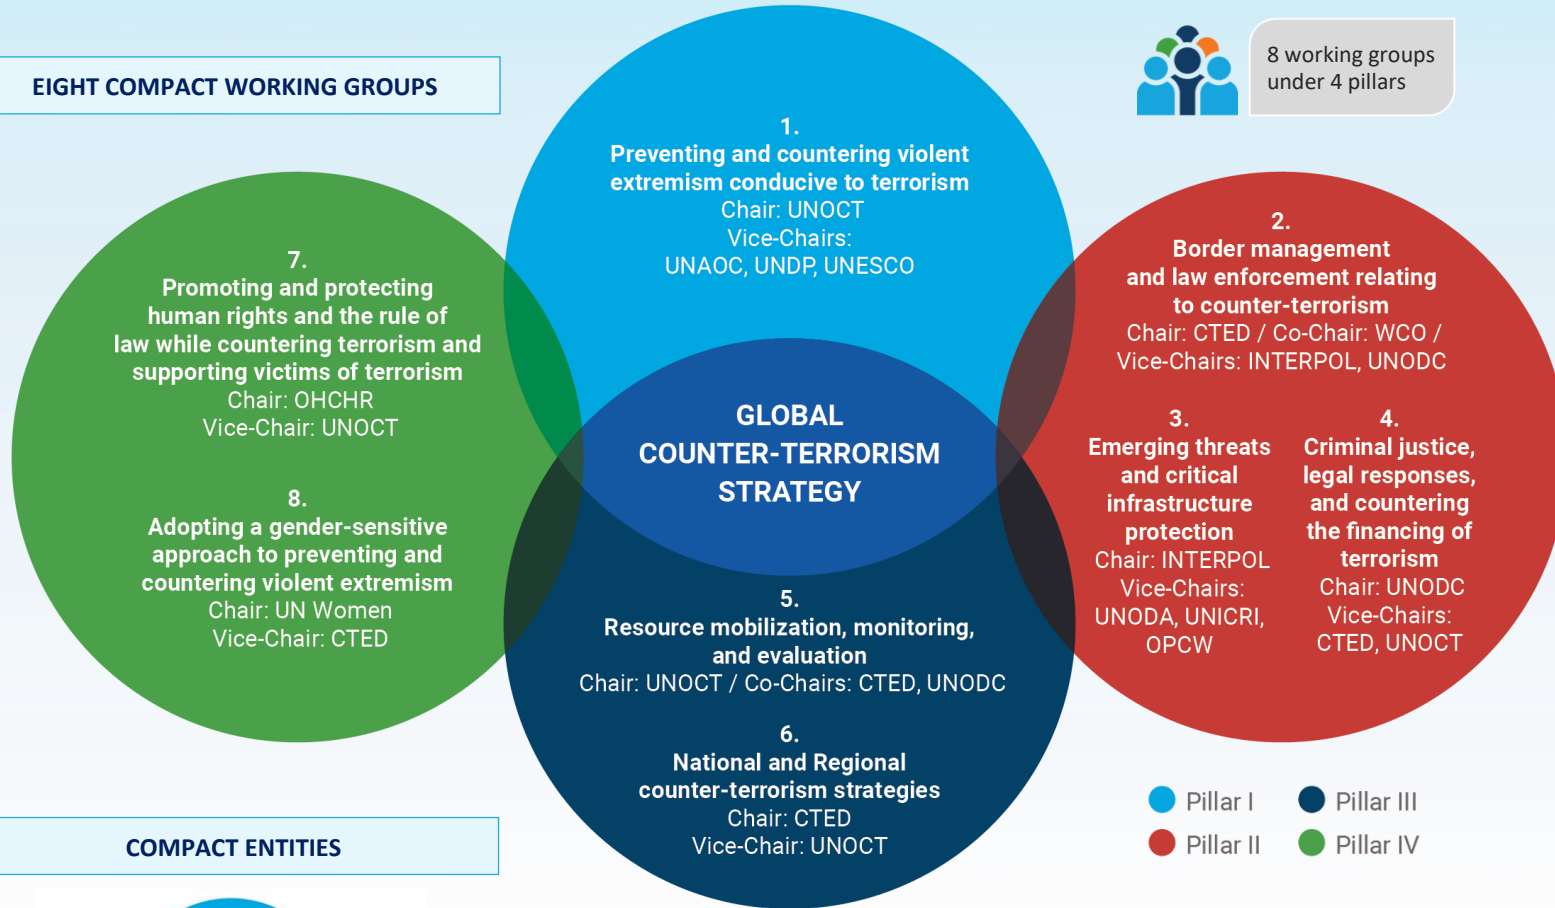 EIGHT COMPACT WORKING GROUPS
8 working groups
under 4 pillars
1.
Preventing and countering violent
extremism conducive to terrorism
Chair: UNOCT
Vice-Chairs:
UNAOC, UNDP, UNESCO
7.
Promoting and protecting
human rights and the rule of
law while countering terrorism and
supporting victims of terrorism
Chair: OHCHR
Vice-Chair: UNOCT
8.
Adopting a gender-sensitive
approach to preventing and
countering violent extremism
Chair: UN Women
Vice-Chair: CTED
GLOBAL
COUNTER-TERRORISM
STRATEGY
2.
Border management
and law enforcement relating
to counter-terrorism
Chair: CTED / Co-Chair: WCO /
Vice-Chairs: INTERPOL, UNODC
3.
Emerging threats
and critical
infrastructure
protection
Chair: INTERPOL
Vice-Chairs:
UNODA, UNICRI,
OPCW
4.
Criminal justice,
legal responses,
and countering
the financing of
terrorism
Chair: UNODC
Vice-Chairs:
CTED, UNOCT
5.
Resource mobilization, monitoring,
and evaluation
Chair: UNOCT / Co-Chairs: CTED, UNODC
6.
National and Regional
counter-terrorism strategies
Chair: CTED
Vice-Chair: UNOCT
Pillar I
Pillar III
Pillar II
Pillar IV
COMPACT ENTITIES